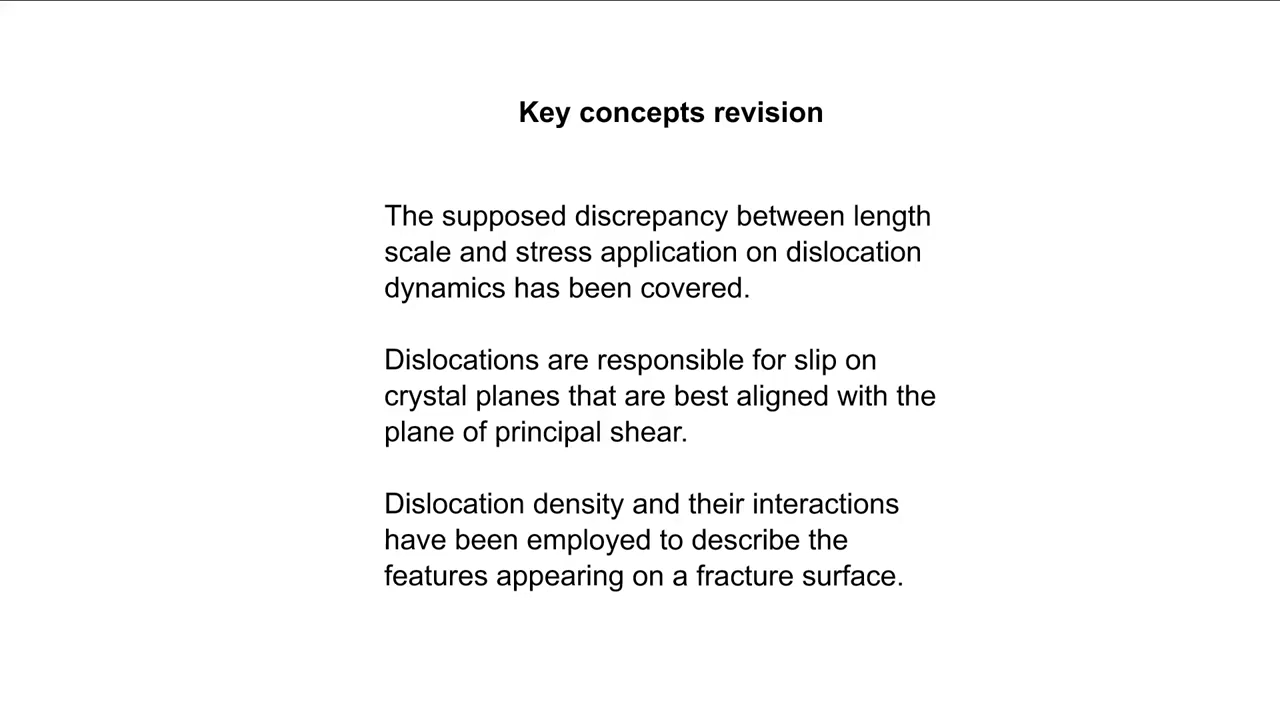 Key concepts revision
The supposed discrepancy between length
scale and stress application on dislocation
dynamics has been covered.
Dislocations are responsible for slip on
crystal planes that are best aligned with the
plane of principal shear.
Dislocation density and their interactions
have been employed to describe the
features appearing on a fracture surface.